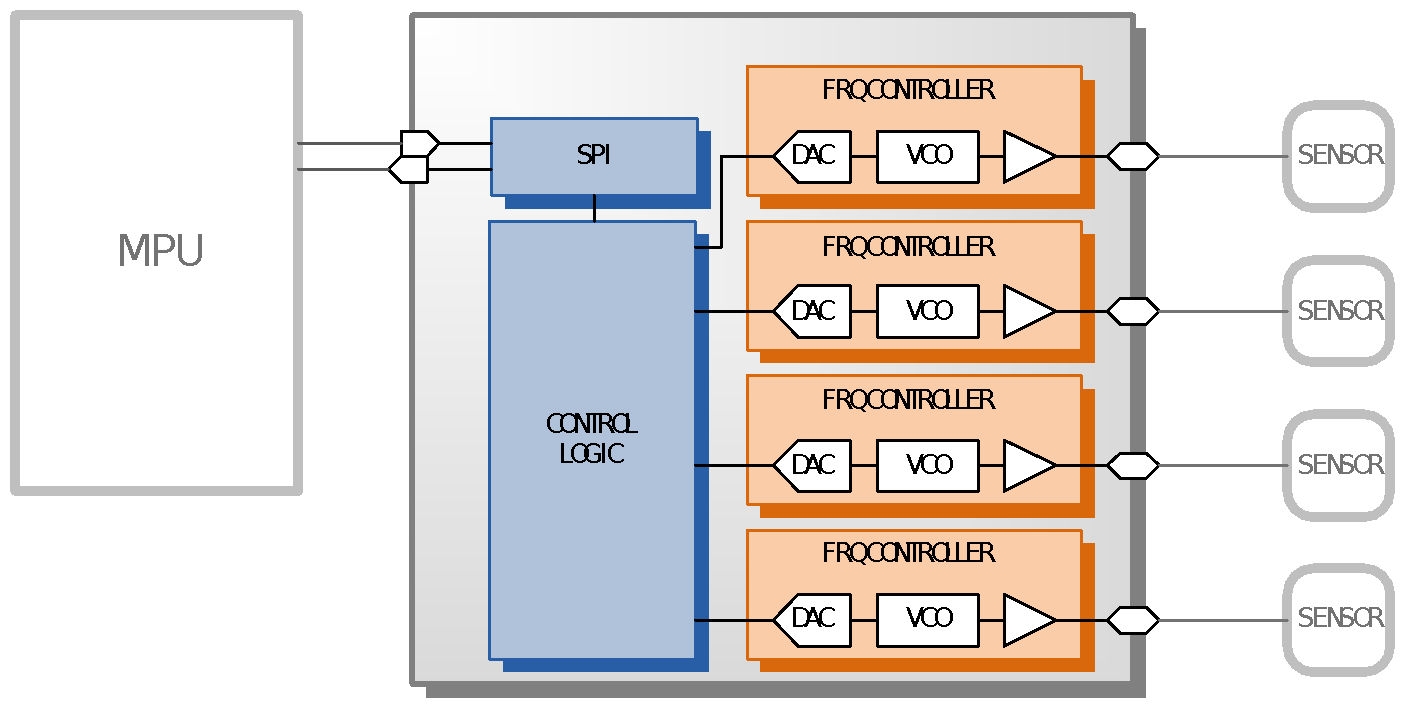 MPU
SPI
CONTROL
LOGIC
FRQCONTROLLER
DAC VCO
SENSOR
FRQCONTROLLER
DAC VCO
SENSOR
FRQCONTROLLER
DAC VCO
SENSOR
FRQCONTROLLER
DAC VCO
SENSOR